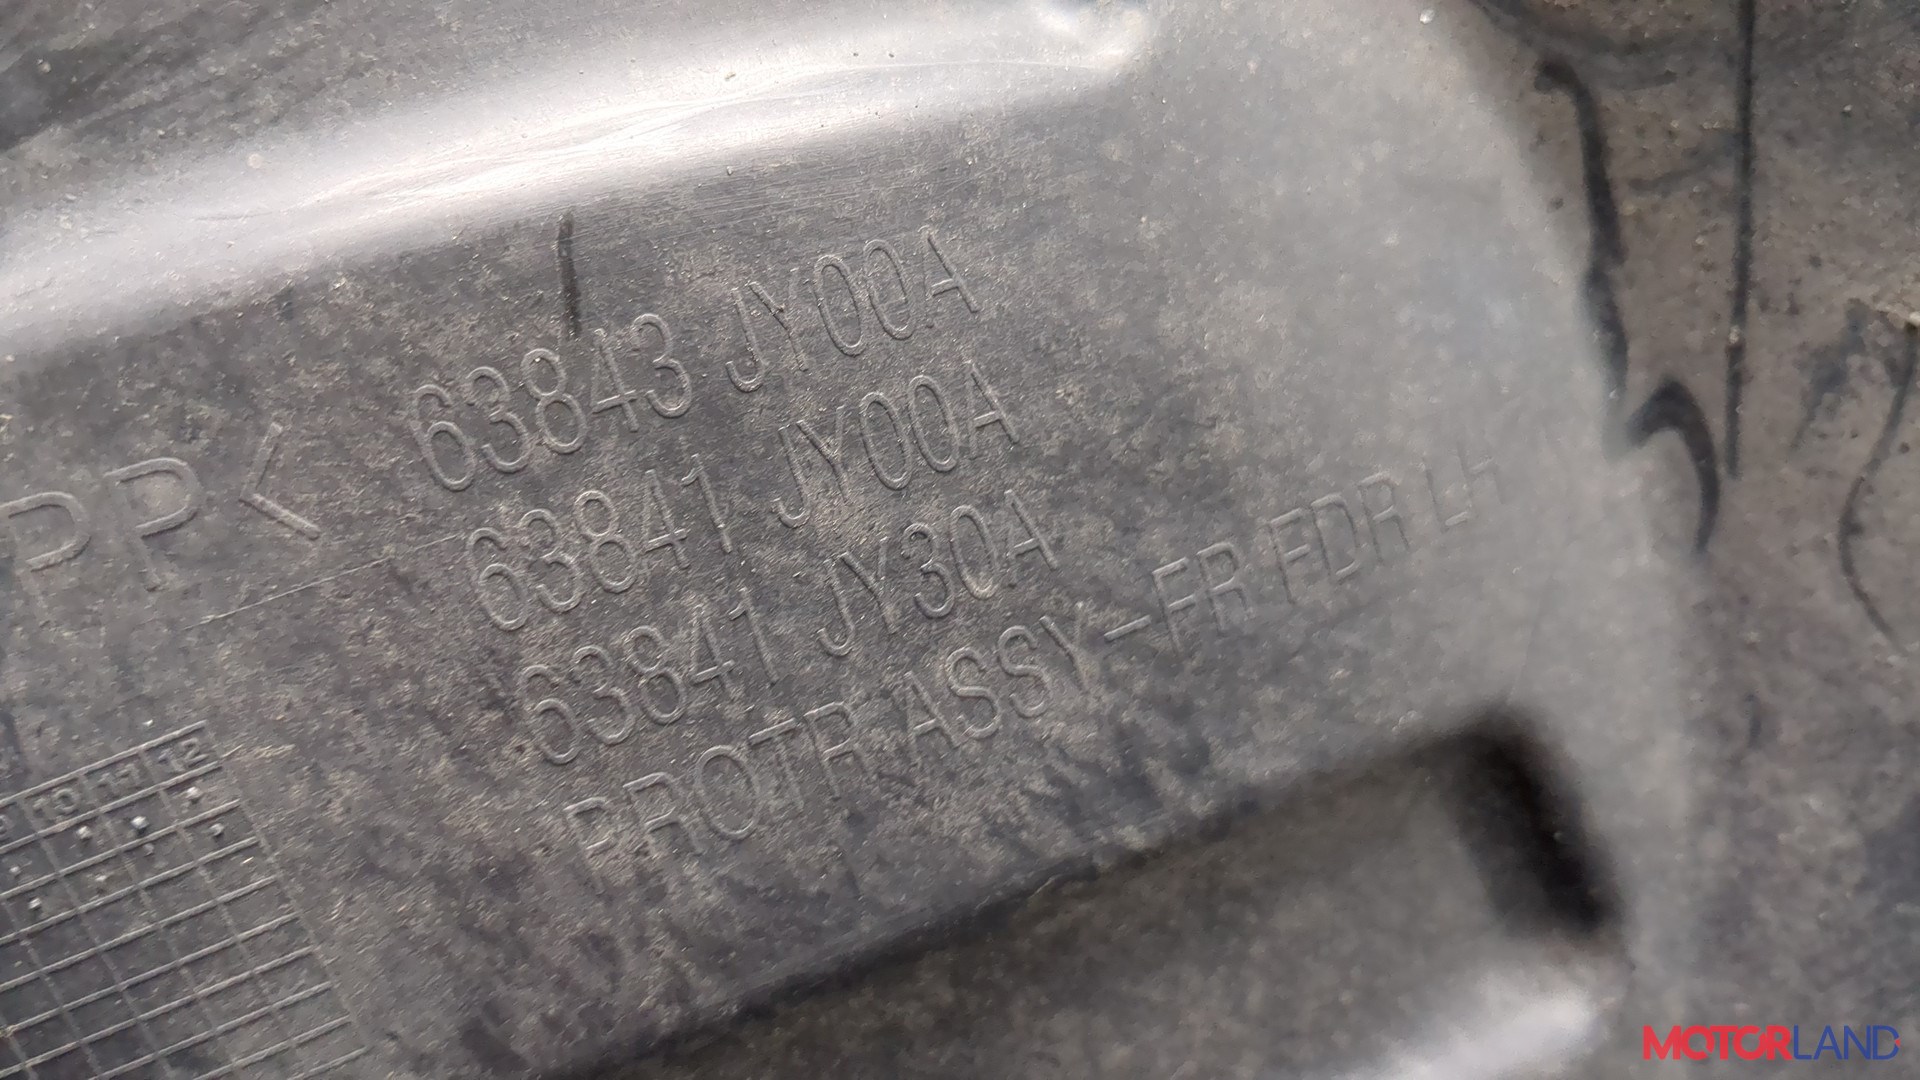 PP<
63843 JY00A
63841 JY00A
63841 JY30A
PROTR ASSY-FR FDR LH
10 11 12
MOTORLAND